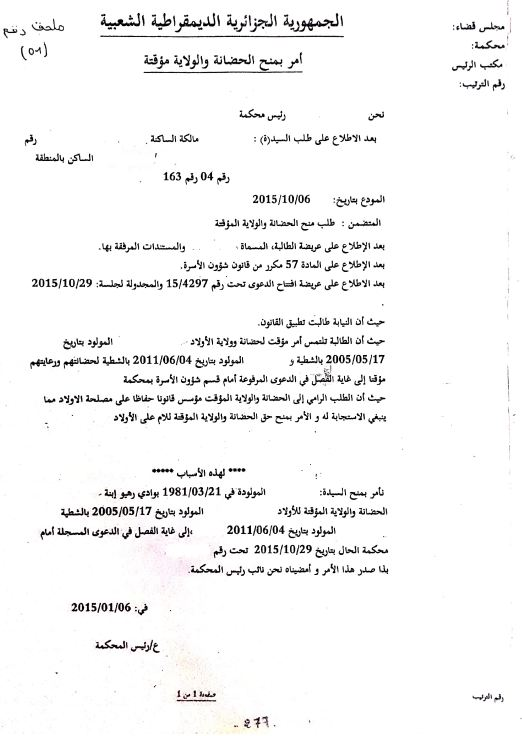 الجمهورية الجزائرية الديمقراطية الشعبية
ملحق رقم
(01)
مجلس قضاء:
محكمة:
مكتب الرئيس
رقم الترتيب:
أمر بمنح الحضانة والولاية مؤقتة
نحن رئيس محكمة
بعد الاطلاع على طلب السيد(ة) : مالكة الساكنة رقم
الساكن بالمنطقة
رقم 04 رقم 163
المودع بتاريخ: 2015/10/06
المتضمن : طلب منح الحضانة والولاية المؤقتة
بعد الإطلاع على عريضة الطالبة، المسماة والمستندات المرفقة بها.
بعد الإطلاع على المادة 57 مكرر من قانون شؤون الأسرة.
بعد الاطلاع على عريضة افتتاح الدعوى تحت رقم 15/4297 والمجدولة لجلسة: 2015/10/29
حيث أن النيابة طالبت تطبيق القانون.
حيث أن الطالبة تلتمس أمر مؤقت لحضانة وولاية الأولاد المولود بتاريخ
2005/05/17 بالشطية و المولود بتاريخ 2011/06/04 بالشطية لحضانتهم ورعايتهم
مؤقتا إلى غاية الفصل في الدعوى المرفوعة أمام قسم شؤون الأسرة بمحكمة
حيث أن الطلب الرامي إلى الحضانة والولاية المؤقت مؤسس قانونا حفاظا على مصلحة الاولاد مما
ينبغي الاستجابة له و الأمر بمنح حق الحضانة والولاية المؤقتة للام على الأولاد
**** لهذه الأسباب *****
نأمر بمنح السيدة: المولودة في 1981/03/21 بوادي رهيو إبنة
الحضانة والولاية المؤقتة للأولاد المولود بتاريخ 2005/05/17 بالشطية
المولود بتاريخ 2011/06/04 ،إلى غاية الفصل في الدعوى المسجلة أمام
محكمة الحال بتاريخ 2015/10/29 تحت رقم
بذا صدر هذا الأمر و أمضيناه نحن نائب رئيس المحكمة.
في: 2015/01/06
ع/رئيس المحكمة
صفحة 1 من 1
رقم الترتيب
- 277 -